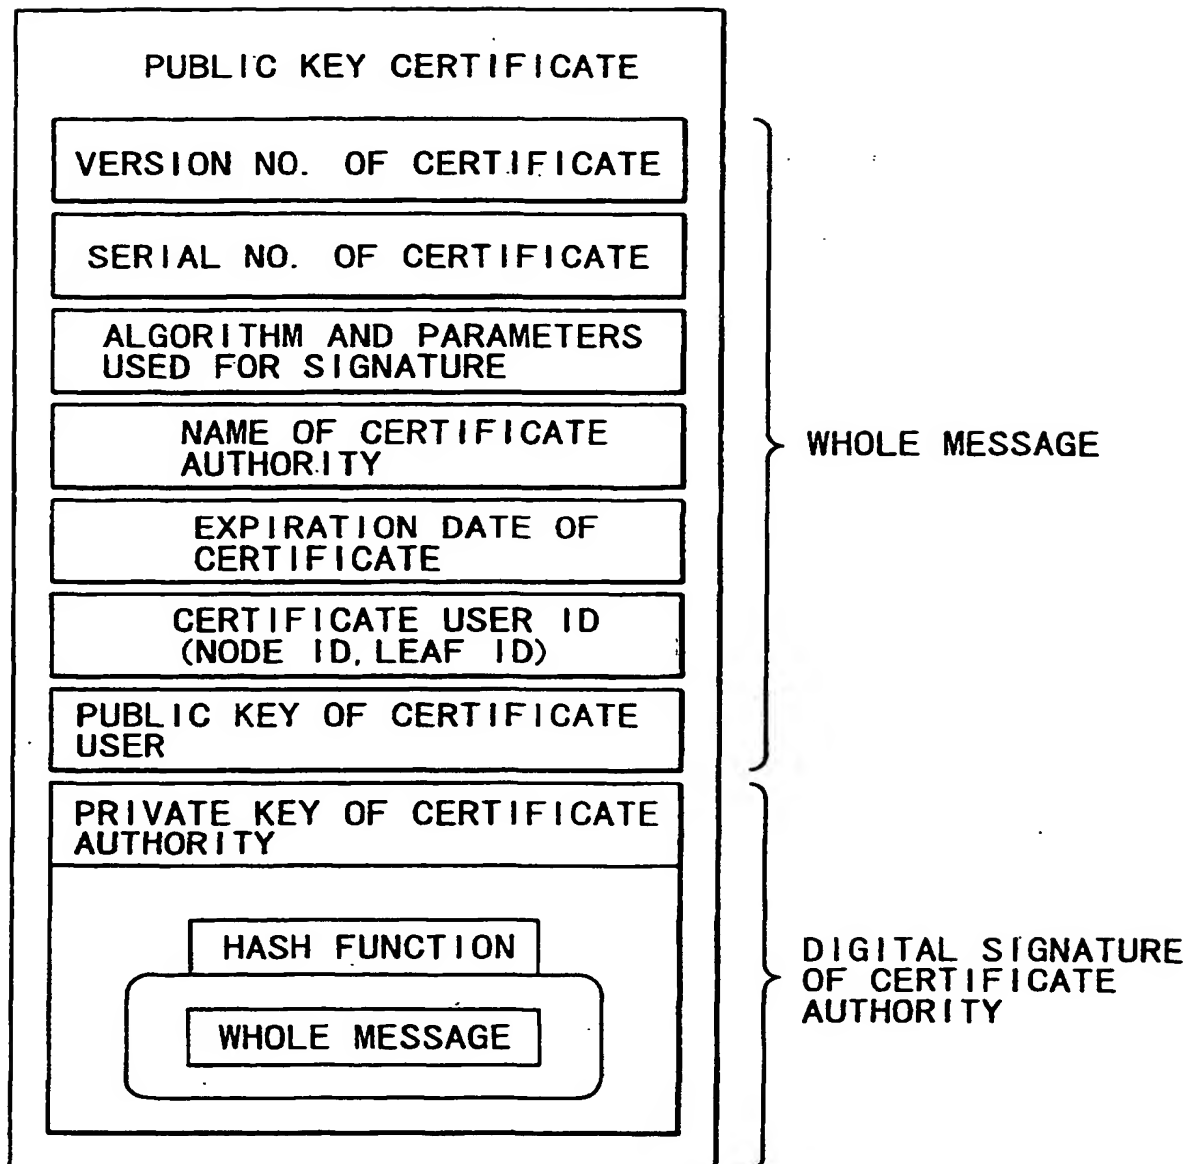 PUBLIC KEY CERTIFICATE
VERSION NO. OF CERTIFICATE
SERIAL NO. OF CERTIFICATE
ALGORITHM AND PARAMETERS
USED FOR SIGNATURE
NAME OF CERTIFICATE
AUTHORITY
EXPIRATION DATE OF
CERTIFICATE
CERTIFICATE USER ID
(NODE ID, LEAF ID)
PUBLIC KEY OF CERTIFICATE
USER
WHOLE MESSAGE
PRIVATE KEY OF CERTIFICATE
AUTHORITY
HASH FUNCTION
WHOLE MESSAGE
DIGITAL SIGNATURE
OF CERTIFICATE
AUTHORITY